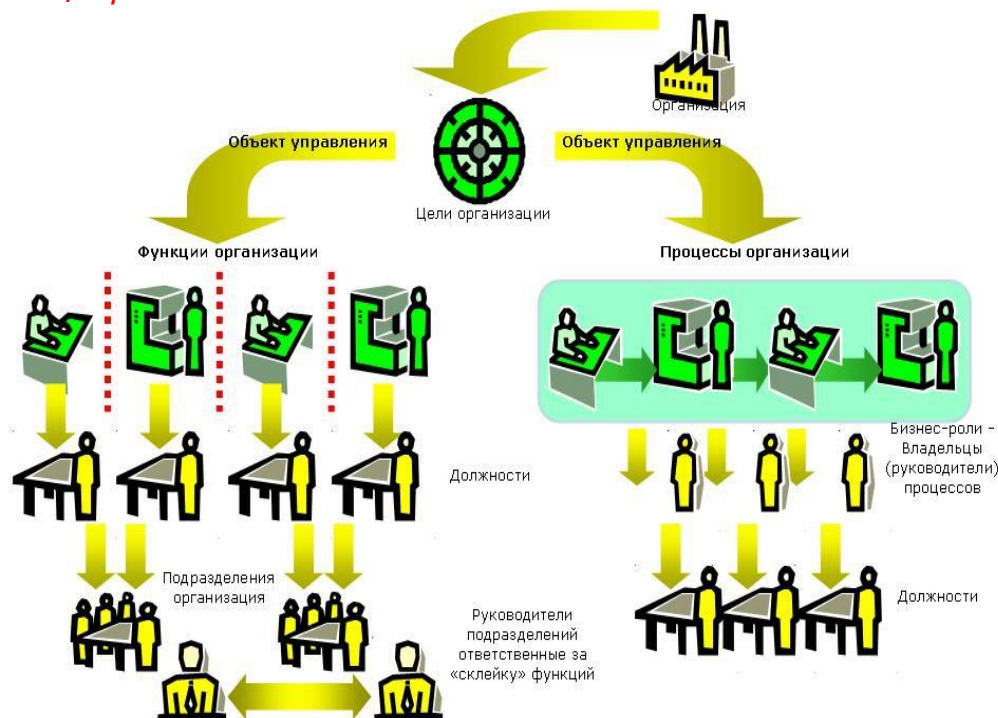 Организация
Объект управления
Объект управления
Цели организации
Функции организации
Процессы организации
Бизнес-роли -
Владельцы
(руководители)
процессов
Должности
Подразделения
организация
Должности
Руководители
подразделений
ответственные за
«склейку» функций